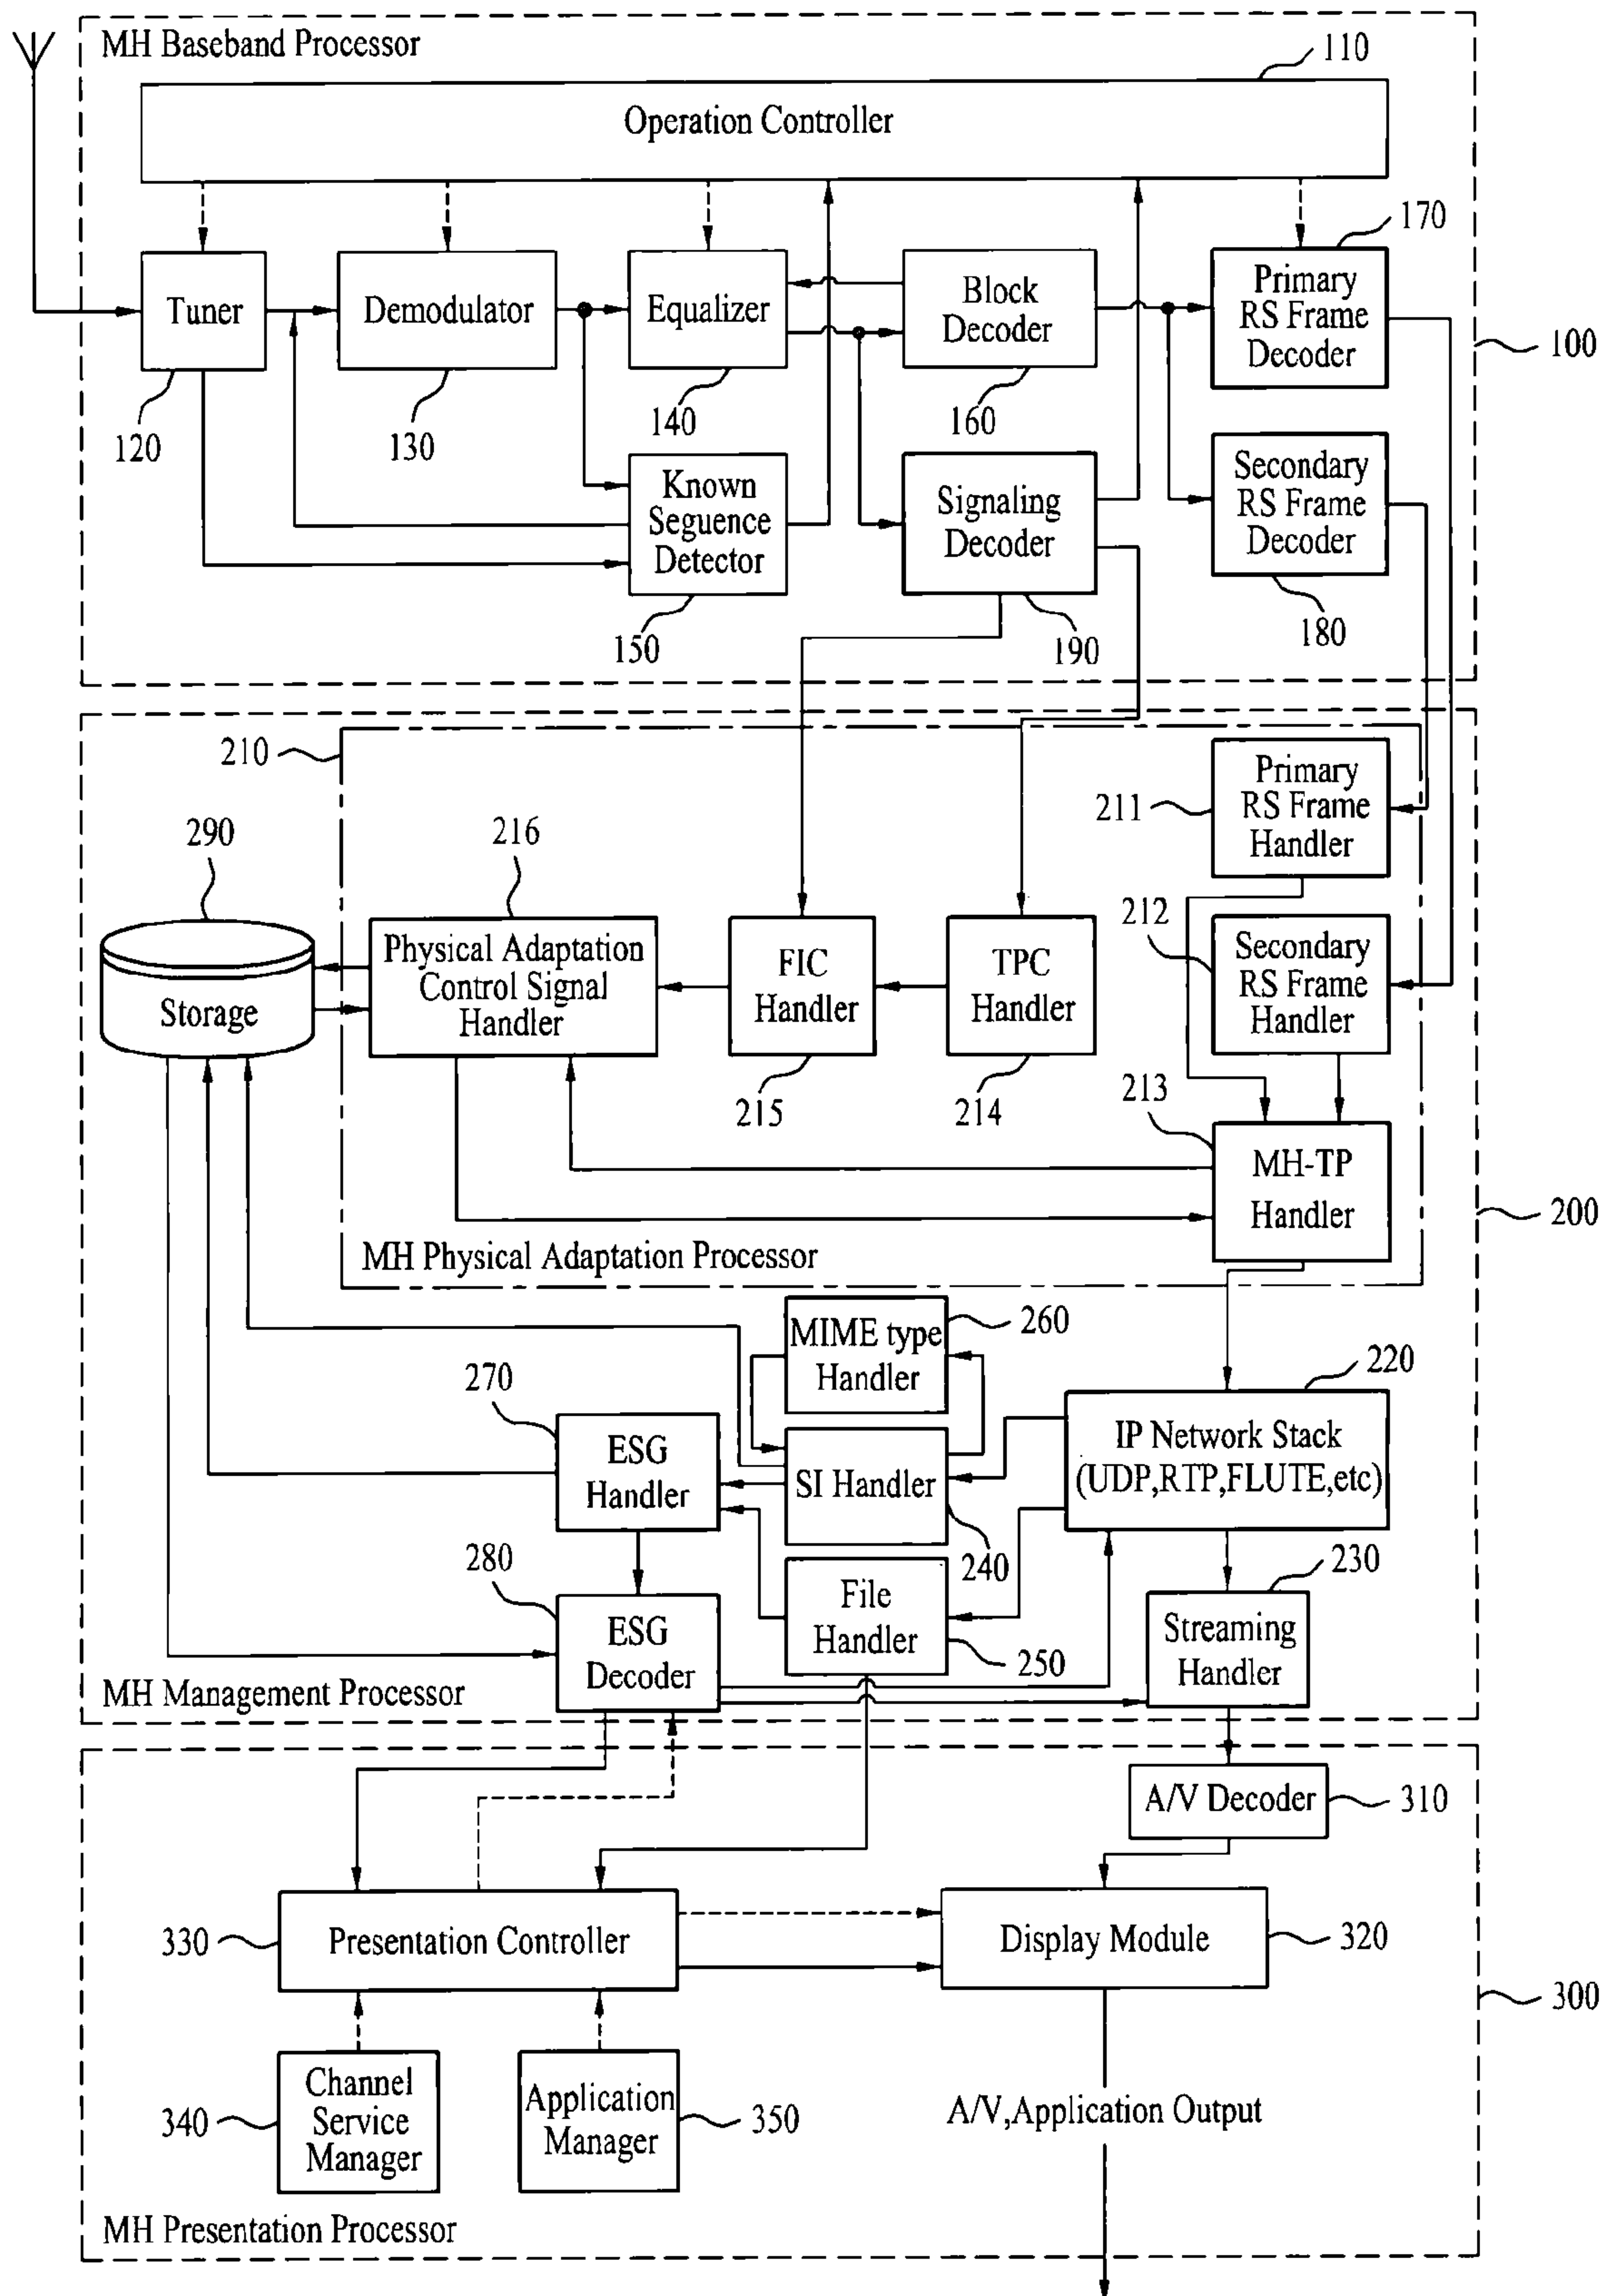 MH Baseband Processor
110
Operation Controller
170
Tuner
Demodulator
Equalizer
Block
Decoder
Primary
RS Frame
Decoder
100
120
130
140
160
Known
Seguence
Detector
Signaling
Decoder
Secondary
RS Frame
Decoder
150
190
180
210
Primary
RS Frame
Handler
211
290
216
212
Storage
Physical Adaptation
Control Signal
Handler
FIC
Handler
TPC
Handler
Secondary
RS Frame
Handler
215
214
213
MH-TP
Handler
200
MH Physical Adaptation Processor
MIME type
Handler
260
270
220
ESG
Handler
SI Handler
IP Network Stack
(UDP,RTP,FLUTE,etc)
240
280
230
ESG
Decoder
File
Handler
250
Streaming
Handler
MH Management Processor
A/V Decoder
310
330
Presentation Controller
Display Module
320
300
340
Channel
Service
Manager
Application
Manager
350
A/V,Application Output
MH Presentation Processor